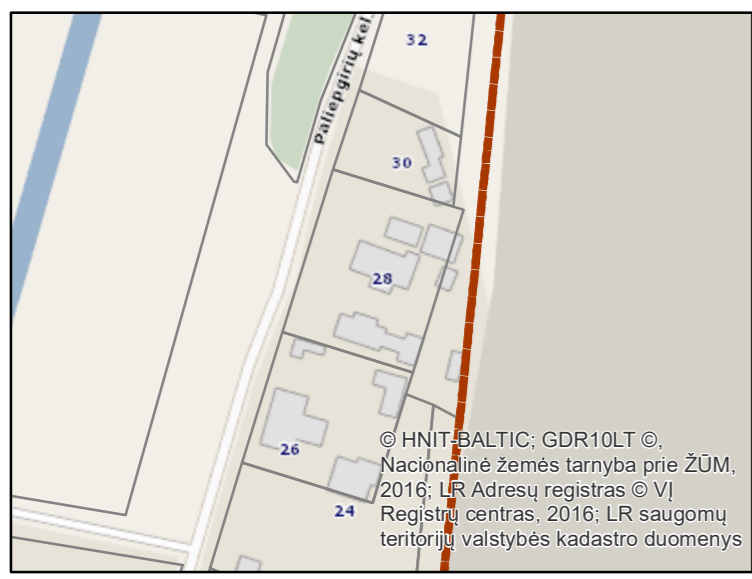 32
Paliepgirių kel.
30
28
26
24
© HNIT-BALTIC; GDR10LT ©,
Nacionalinė žemės tarnyba prie ŽŪM,
2016; LR Adresų registras © VĮ
Registrų centras, 2016; LR saugomų
teritorijų valstybės kadastro duomenys